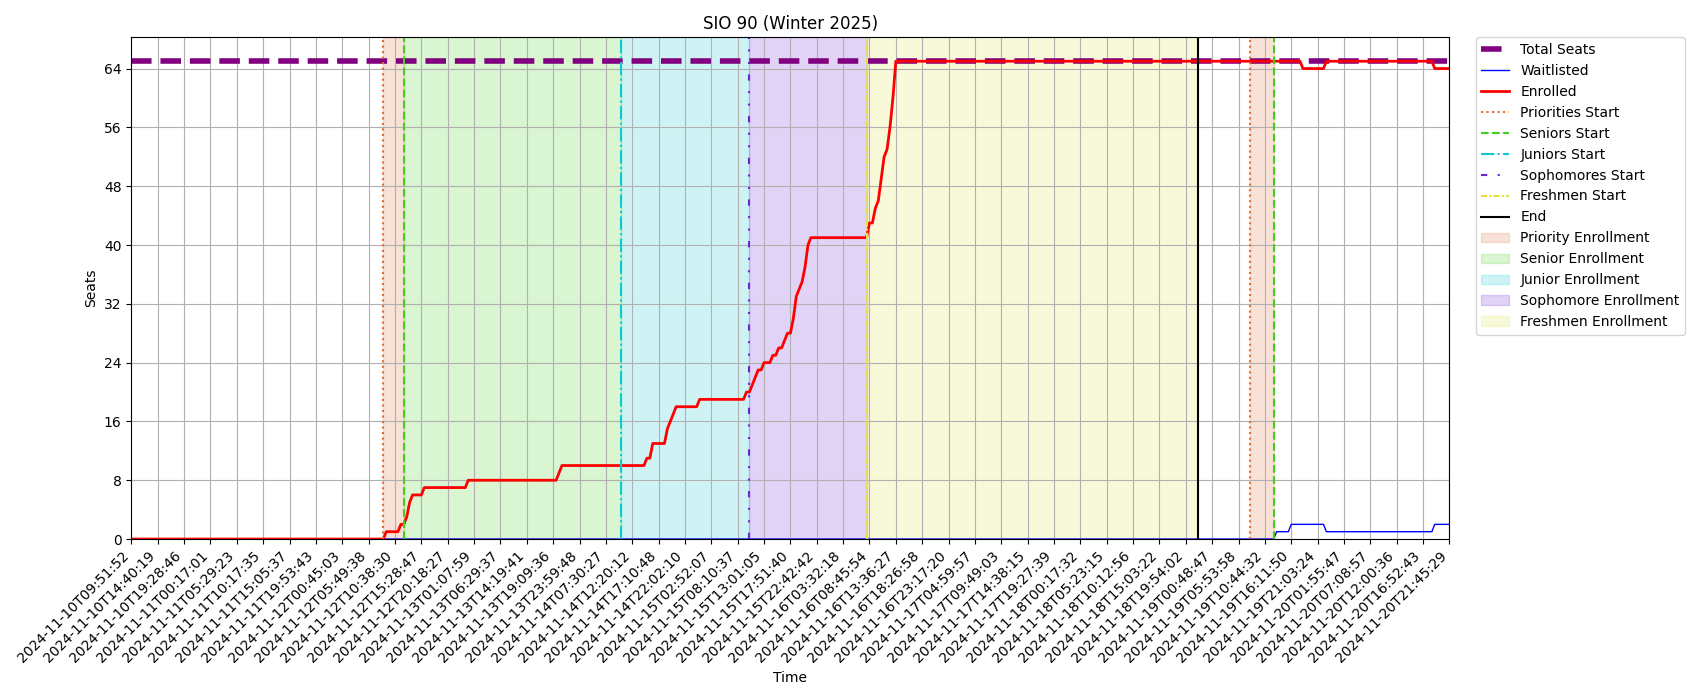 SIO 90 (Winter 2025)
Total Seats
Waitlisted
Enrolled
Priorities Start
Seniors Start
Juniors Start
Sophomores Start
Freshmen Start
End
Priority Enrollment
Senior Enrollment
Junior Enrollment
Sophomore Enrollment
Freshmen Enrollment
Seats
64
56
48
40
32
24
16
8
0
2024-11-10T09:51:52
2024-11-10T14:40:19
2024-11-10T19:28:46
2024-11-11T00:17:01
2024-11-11T05:29:23
2024-11-11T10:17:35
2024-11-11T15:05:37
2024-11-11T19:53:43
2024-11-12T00:45:03
2024-11-12T05:49:38
2024-11-12T10:38:30
2024-11-12T15:28:47
2024-11-12T20:18:27
2024-11-13T01:07:59
2024-11-13T06:29:37
2024-11-13T14:19:41
2024-11-13T19:09:36
2024-11-13T23:59:48
2024-11-14T07:30:27
2024-11-14T12:20:12
2024-11-14T17:10:48
2024-11-14T22:02:10
2024-11-15T02:52:07
2024-11-15T08:10:37
2024-11-15T13:01:05
2024-11-15T17:51:40
2024-11-15T22:42:42
2024-11-16T03:32:18
2024-11-16T08:45:54
2024-11-16T13:36:27
2024-11-16T18:26:58
2024-11-16T23:17:20
2024-11-17T04:59:57
2024-11-17T09:49:03
2024-11-17T14:38:15
2024-11-17T19:27:39
2024-11-18T00:17:32
2024-11-18T05:23:15
2024-11-18T10:12:56
2024-11-18T15:03:22
2024-11-18T19:54:02
2024-11-19T00:48:47
2024-11-19T05:53:58
2024-11-19T10:44:32
2024-11-19T16:11:50
2024-11-19T21:03:24
2024-11-20T01:55:47
2024-11-20T07:08:57
2024-11-20T12:00:36
2024-11-20T16:52:43
2024-11-20T21:45:29
Time